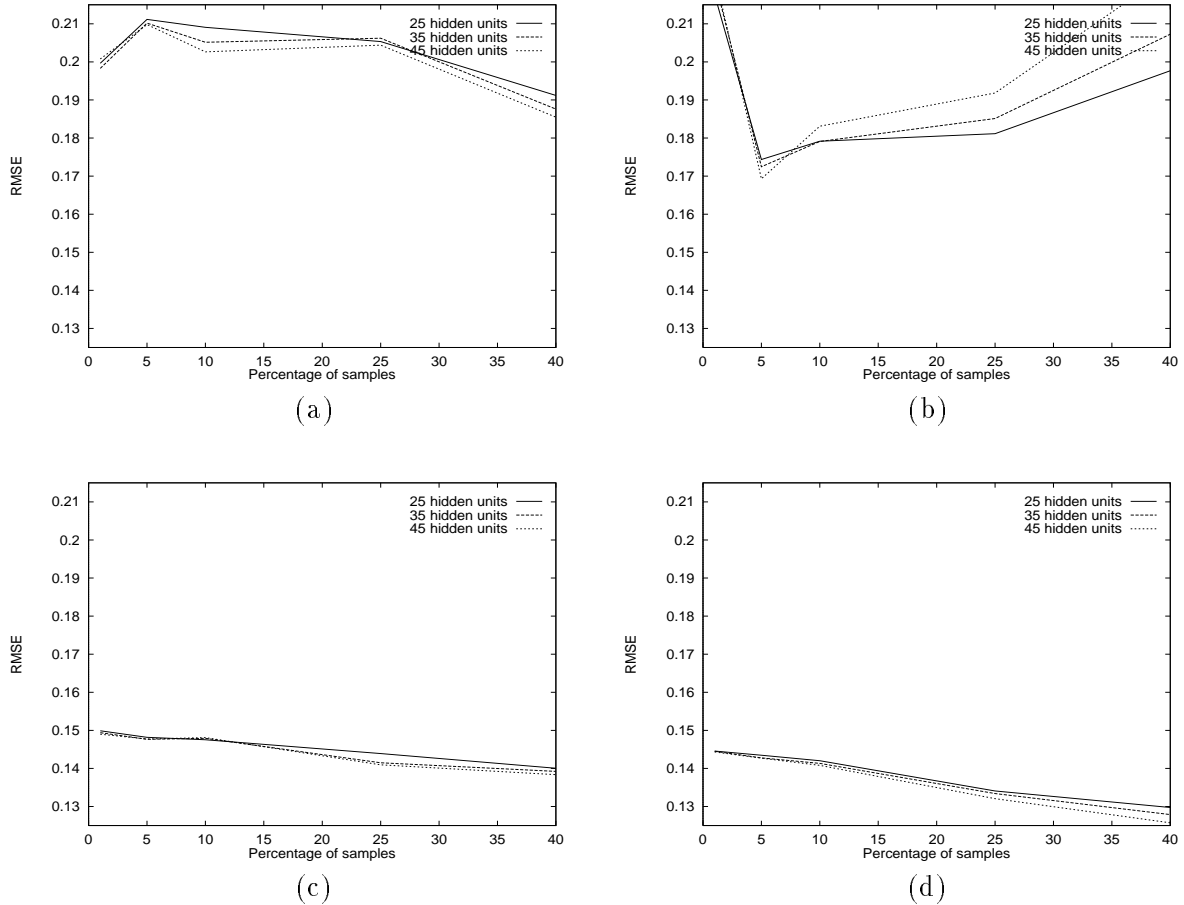 0.21
0.2
0.19
0.18
0.17
0.16
0.15
0.14
0.13
RMSE
25 hidden units
35 hidden units
45 hidden units
0 5 10 15 20 25 30 35 40
Percentage of samples
(a)
0.21
0.2
0.19
0.18
0.17
0.16
0.15
0.14
0.13
RMSE
25 hidden units
35 hidden units
45 hidden units
0 5 10 15 20 25 30 35 40
Percentage of samples
(b)
0.21
0.2
0.19
0.18
0.17
0.16
0.15
0.14
0.13
RMSE
25 hidden units
35 hidden units
45 hidden units
0 5 10 15 20 25 30 35 40
Percentage of samples
(c)
0.21
0.2
0.19
0.18
0.17
0.16
0.15
0.14
0.13
RMSE
25 hidden units
35 hidden units
45 hidden units
0 5 10 15 20 25 30 35 40
Percentage of samples
(d)